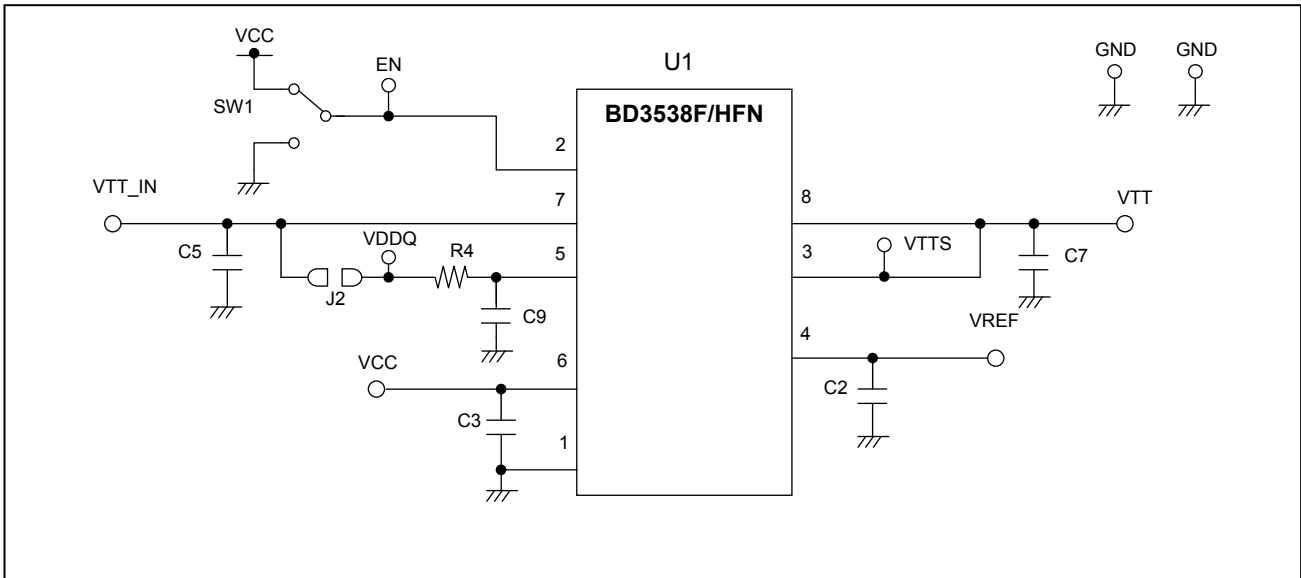 VCC
EN
U1
GND
GND
SW1
BD3538F/HFN
2
VTT_IN
7
8
VTT
C5
VDDQ
R4
5
3
VTTS
C7
J2
C9
VREF
4
VCC
6
C2
C3
1